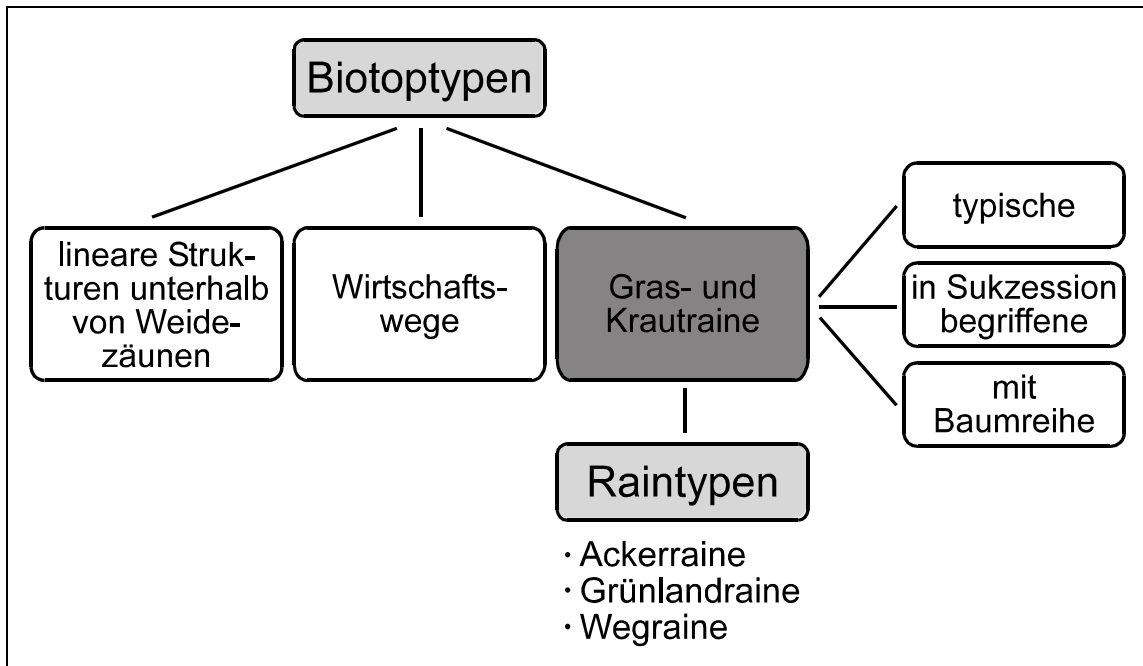 Biotoptypen
lineare Struk-
turen unterhalb
von Weide-
zäunen
Wirtschafts-
wege
Gras- und
Krautraine
typische
in Sukzession
begriffene
mit
Baumreihe
Raintypen
· Ackerraine
· Grünlandraine
· Wegraine